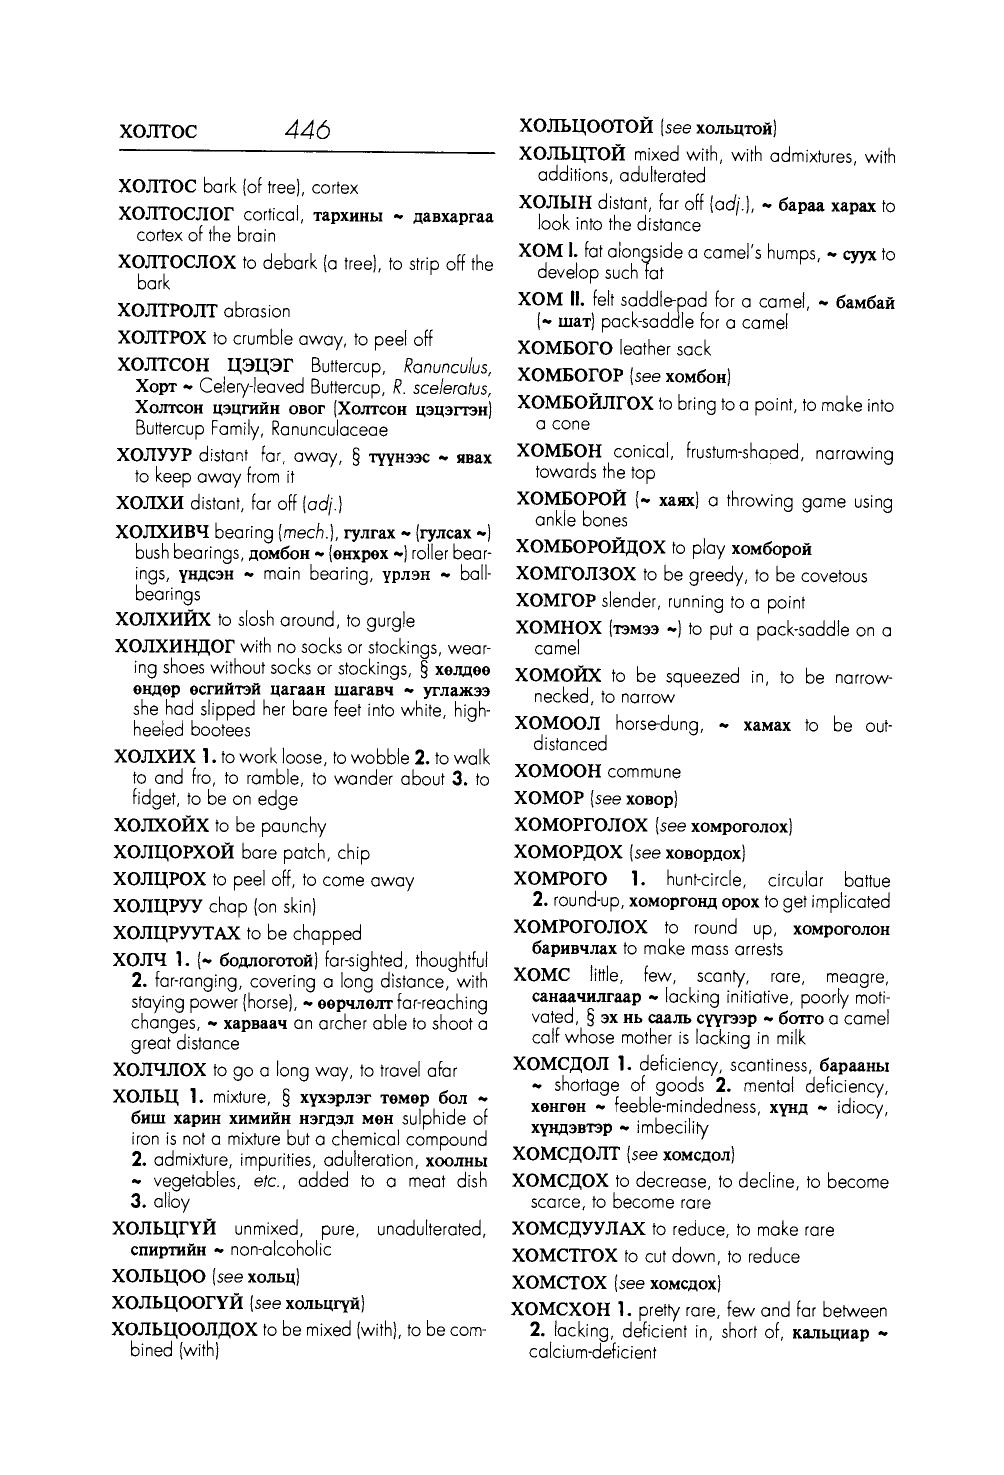 ХОЛТОС 446
ХОЛТОС bark (of tree), cortex
ХОЛТОСЛОГ cortical, тархины ~ давхаргаа
cortex of the brain
ХОЛТОСЛОХ to debark (a tree), to strip off the
bark
ХОЛТРОЛТ abrasion
ХОЛТРОХ to crumble away, to peel off
ХОЛТСОН ЦЭЦЭГ Buttercup, Ranunculus,
Хорт ~ Celery-leaved Buttercup, R. sceleratus,
Холтсон цэцгийн овог (Холтсон цэцэгтэн)
Buttercup Family, Ranunculaceae
ХОЛУУР distant far, away, § түүнээс ~ явах
to keep away from it
ХОЛХИ distant, far off (adj.)
ХОЛХИВЧ bearing (mech.), гулгах ~ (гулсах ~)
bush bearings, домбон ~ (өнхрөх ~) roller bear-
ings, үндсэн ~ main bearing, үрлэн ~ ball-
bearings
ХОЛХИЙХ to slosh around, to gurgle
ХОЛХИНДОГ with no socks or stockings, wear-
ing shoes without socks or stockings, § хөлдөө
өндөр өсгийтэй цагаан шагавч ~ углажээ
she had slipped her bare feet into white, high-
heeled bootees
ХОЛХИХ 1. to work loose, to wobble 2. to walk
to and fro, to ramble, to wander about 3. to
fidget, to be on edge
ХОЛХОЙХ to be paunchy
ХОЛЦОРХОЙ bare patch, chip
ХОЛЦРОХ to peel off, to come away
ХОЛЦРУУ chap (on skin)
ХОЛЦРУУТАХ to be chapped
ХОЛЧ 1. (~ бодлоготой) far-sighted, thoughtful
2. far-ranging, covering a long distance, with
staying power (horse), ~ өөрчлөлт far-reaching
changes, ~ харваач an archer able to shoot a
great distance
ХОЛЧЛОХ to go a long way, to travel afar
ХОЛЬЦ 1. mixture, § хүхэрлэг төмөр бол ~
биш харин химийн нэгдэл мөн sulphide of
iron is not a mixture but a chemical compound
2. admixture, impurities, adulteration, хоолны
~ vegetables, etc., added to a meat dish
3. alloy
ХОЛЬЦГҮЙ unmixed, pure, unadulterated,
спиртийн ~ non-alcoholic
ХОЛЬЦОО (see хольц)
ХОЛЬЦООГҮЙ (see хольцгүй)
ХОЛЬЦООЛДОХ to be mixed (with), to be com-
bined (with)
ХОЛЬЦООТОЙ (see хольцтой)
ХОЛЬЦТОЙ mixed with, with admixtures, with
additions, adulterated
ХОЛЫН distant, far off (adj.), ~ бараа харах to
look into the distance
ХОМ I. fat alongside a camel's humps, ~ суух to
develop such fat
ХОМ II. felt saddle-pad for a camel, ~ бамбай
(~ шат) pack-saddle for a camel
ХОМБОГО leather sack
ХОМБОГОР (see хомбон)
ХОМБОЙЛГОХ to bring to a point, to make into
a cone
ХОМБОН conical, frustum-shaped, narrowing
towards the top
ХОМБОРОЙ (~ хаях) a throwing game using
ankle bones
ХОМБОРОЙДОХ to play хомборой
ХОМГОЛЗОХ to be greedy, to be covetous
ХОМГОР slender, running to a point
ХОМНОХ (тэмээ ~) to put a pack-saddle on a
camel
ХОМОЙХ to be squeezed in, to be narrow-
necked, to narrow
ХОМООЛ horse-dung, ~ хамах to be out-
distanced
ХОМООН commune
ХОМОР (see ховор)
ХОМОРГОЛОХ (see хомроголох)
ХОМОРДОХ (see ховордох)
ХОМРОГО 1. hunt-circle, circular battue
2. round-up, хоморгонд орох to get implicated
ХОМРОГОЛОХ to round up, хомроголон
баривчлах to make mass arrests
ХОМС little, few, scanty, rare, meagre,
санаачилгаар ~ lacking initiative, poorly moti-
vated, § эх нь сааль сүүгээр ~ ботго a camel
calf whose mother is lacking in milk
ХОМСДОЛ 1. deficiency, scantiness, барааны
~ shortage of goods 2. mental deficiency,
хөнгөн ~ feeble-mindedness, хүнд ~ idiocy,
хүндэвтэр ~ imbecility
ХОМСДОЛТ (see хомсдол)
ХОМСДОХ to decrease, to decline, to become
scarce, to become rare
ХОМСДУУЛАХ to reduce, to make rare
ХОМСТГОХ to cut down, to reduce
ХОМСТОХ (see хомсдох)
ХОМСХОН 1. pretty rare, few and far between
2. lacking, deficient in, short of, кальциар ~
calcium-deficient